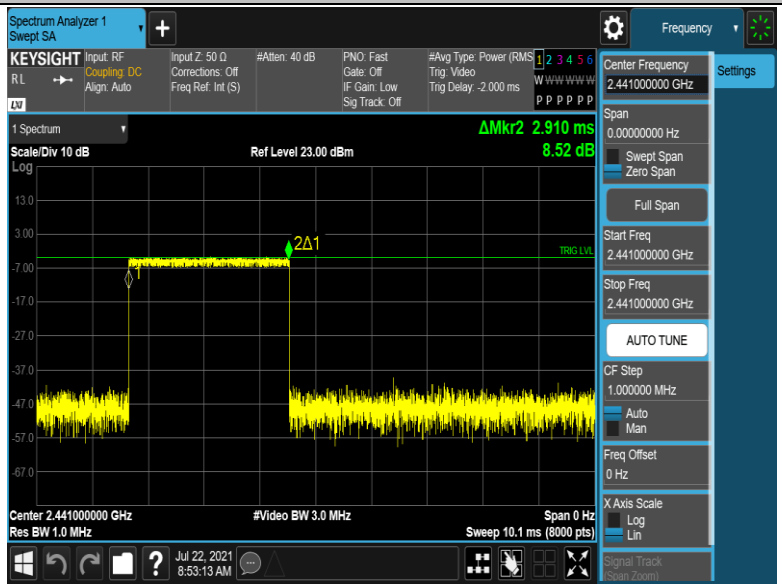 Spectrum Analyzer 1
Swept SA
+
Frequency
KEYSIGHT
RL
LXI
Input: RF
Coupling: DC
Align: Auto
Input Z: 50 Ω
Corrections: Off
Freq Ref: Int (S)
#Atten: 40 dB
PNO: Fast
Gate: Off
IF Gain: Low
Sig Track: Off
#Avg Type: Power (RMS
Trig: Video
Trig Delay: -2.000 ms
1 2 3 4 5 6
W W W W W W
P P P P P P
1 Spectrum
Scale/Div 10 dB
Ref Level 23.00 dBm
ΔMkr2 2.910 ms
8.52 dB
Log
13.0
3.00
-7.00
-17.0
-27.0
-37.0
-47.0
-57.0
-67.0
2Δ1
1
TRIG LVL
Center 2.441000000 GHz
#Video BW 3.0 MHz
Span 0 Hz
Res BW 1.0 MHz
Sweep 10.1 ms (8000 pts)
?
Jul 22, 2021
8:53:13 AM
Center Frequency
2.441000000 GHz
Settings
Span
0.00000000 Hz
Swept Span
Zero Span
Full Span
Start Freq
2.441000000 GHz
Stop Freq
2.441000000 GHz
AUTO TUNE
CF Step
1.000000 MHz
Auto
Man
Freq Offset
0 Hz
X Axis Scale
Log
Lin
Signal Track
(Span Zoom)